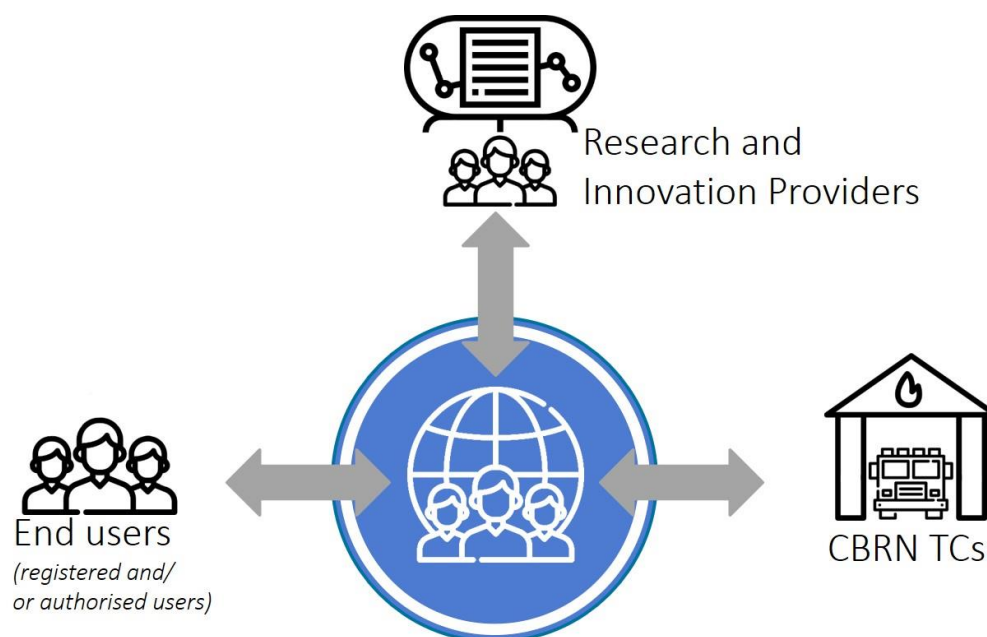 Research and
Innovation Providers
End users
(registered and/
or authorised users)
CBRN TCs